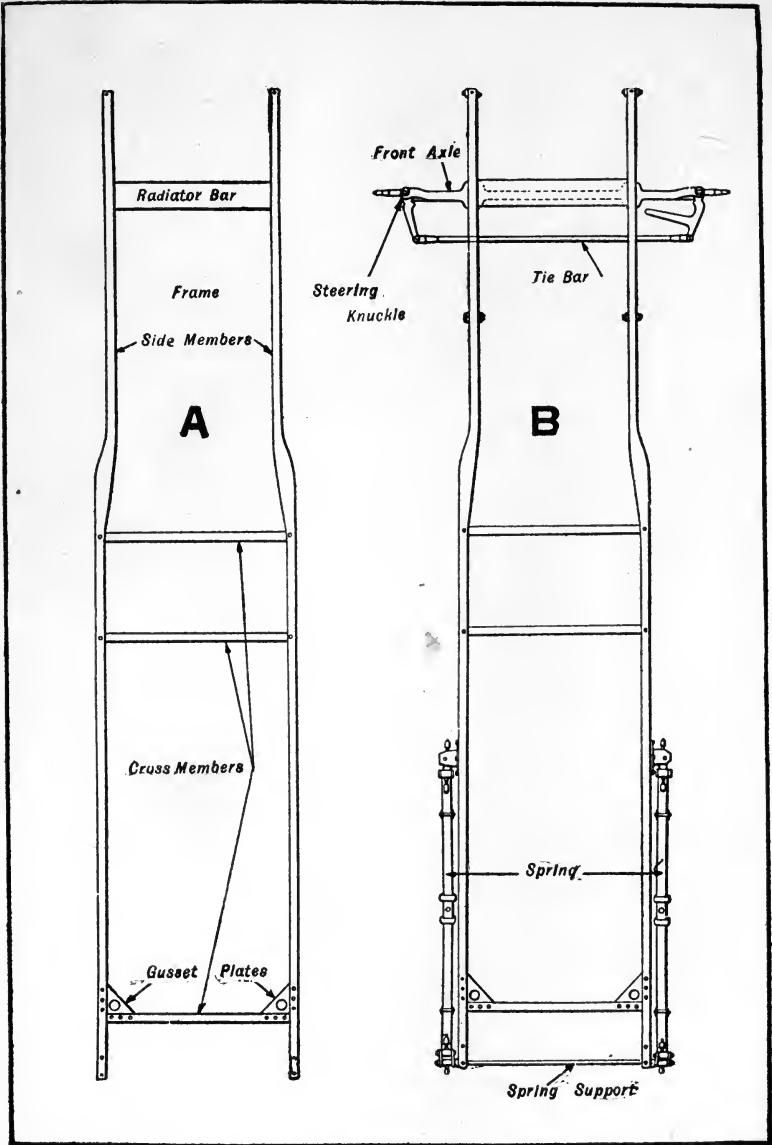 Front Axle
Radiator Bar
Frame
Steering
Knuckle
Tie Bar
Side Members
A
B
Cross Members
Spring
Gusset Plates
Spring Support